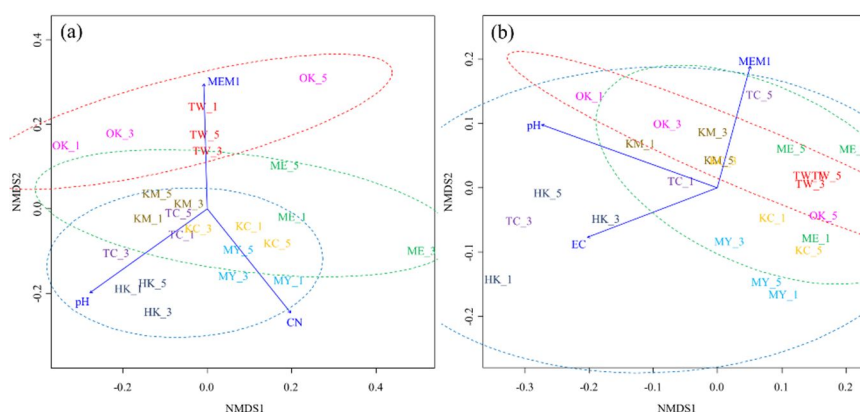 (a)
0.4
MEM1
OK_5
TW_1
0.2
OK_1
OK_3
TW_5
TW_3
ME_5
NMDS2
0.0
KM_5
KM_3
KM_1
TC_5
TC_1
KC_3
KC_1
ME_1
KC_5
ME_3
TC_3
MY_5
MY_3
MY_1
-0.2
pH
HK_1
HK_5
HK_3
CN
-0.2
0.0
0.2
0.4
NMDS1
(b)
0.2
MEM1
TC_5
OK_1
0.1
pH
OK_3
KM_3
KM_1
KM_5
ME_5
ME_
TC_1
TW_5
TW_3
NMDS2
0.0
HK_5
HK_3
TC_3
EC
KC_1
OK_5
MY_3
ME_1
KC_5
-0.1
HK_1
MY_5
MY_1
-0.2
-0.3
-0.2
-0.1
0.0
0.1
0.2
NMDS1